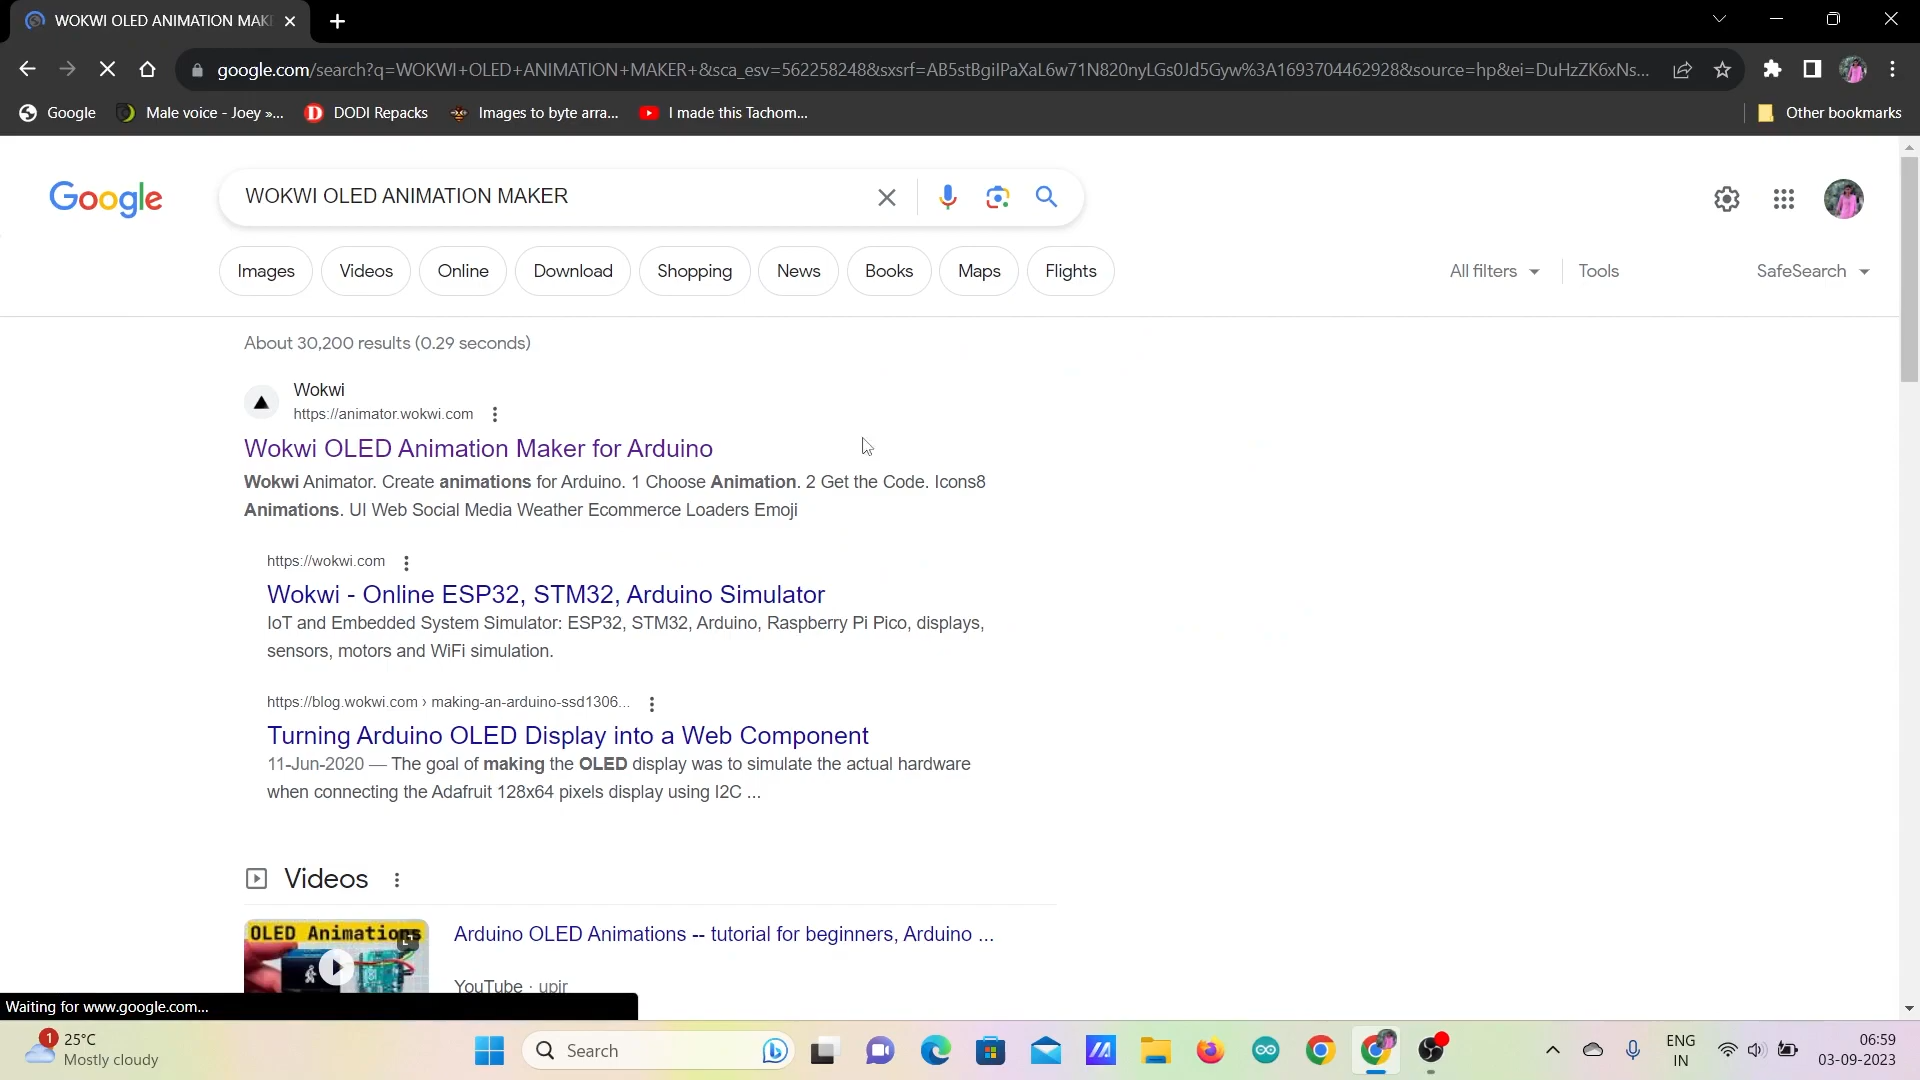 WOKWI OLED ANIMATION MAK
google.com/search?q=WOKWI+OLED+ANIMATION+MAKER+&sca_esv=562258248&sxsrf=AB5stBgiIPaXaL6w71N820nyLGs0Jd5Gyw%3A1693704462928&source=hp&ei=DuHzZK6xNs...
Google
Male voice - Joey »...
DODI Repacks
Images to byte arra...
I made this Tachom...
Other bookmarks
Google
WOKWI OLED ANIMATION MAKER
Images
Videos
Online
Download
Shopping
News
Books
Maps
Flights
All filters
Tools
SafeSearch
About 30,200 results (0.29 seconds)
Wokwi
https://animator.wokwi.com
Wokwi OLED Animation Maker for Arduino
Wokwi Animator. Create animations for Arduino. 1 Choose Animation. 2 Get the Code. Icons8
Animations. UI Web Social Media Weather Ecommerce Loaders Emoji
https://wokwi.com
Wokwi - Online ESP32, STM32, Arduino Simulator
IoT and Embedded System Simulator: ESP32, STM32, Arduino, Raspberry Pi Pico, displays,
sensors, motors and WiFi simulation.
https://blog.wokwi.com › making-an-arduino-ssd1306...
Turning Arduino OLED Display into a Web Component
11-Jun-2020 — The goal of making the OLED display was to simulate the actual hardware
when connecting the Adafruit 128x64 pixels display using I2C ...
Videos
OLED Animations
Arduino OLED Animations -- tutorial for beginners, Arduino ...
YouTube · upir
Waiting for www.google.com...
1
25°C
Mostly cloudy
Search
ENG
IN
06:59
03-09-2023